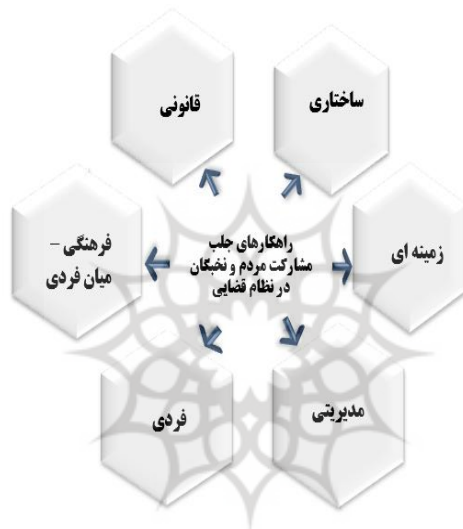 ساختاری
قانونی
زمینه ای
راهکارهای جلب
مشارکت مردم و نخبگان
در نظام قضایی
فرهنگی –
میان فردی
مدیریتی
فردی